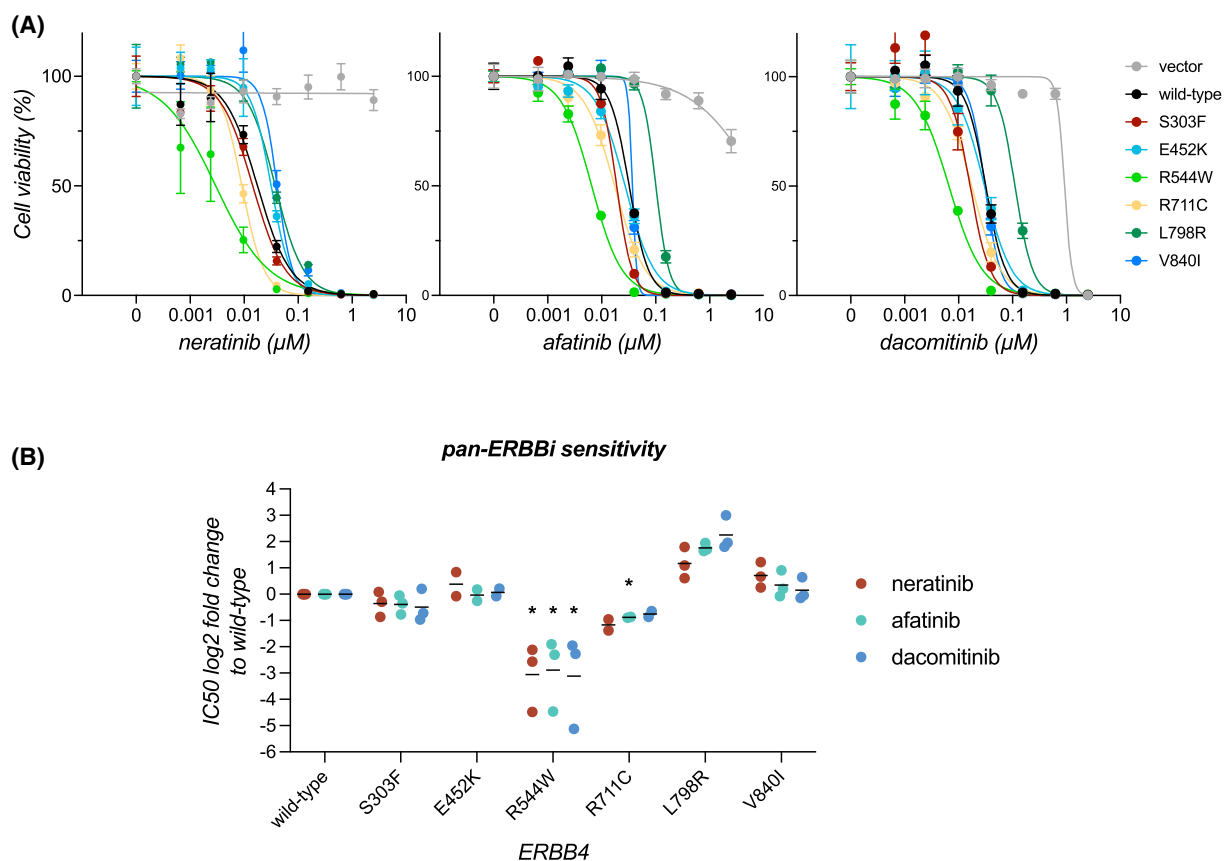 (A)
Cell viability (%)
100
50
0
0 0.001 0.01 0.1 1 10
neratinib (µM)
100
50
0
0 0.001 0.01 0.1 1 10
afatinib (µM)
100
50
0
0 0.001 0.01 0.1 1 10
dacomitinib (µM)
vector
wild-type
S303F
E452K
R544W
R711C
L798R
V840I
(B)
pan-ERBBi sensitivity
IC50 log2 fold change
to wild-type
4
3
2
1
0
-1
-2
-3
-4
-5
-6
* * *
*
wild-type
S303F
E452K
R544W
R711C
L798R
V840I
ERBB4
neratinib
afatinib
dacomitinib